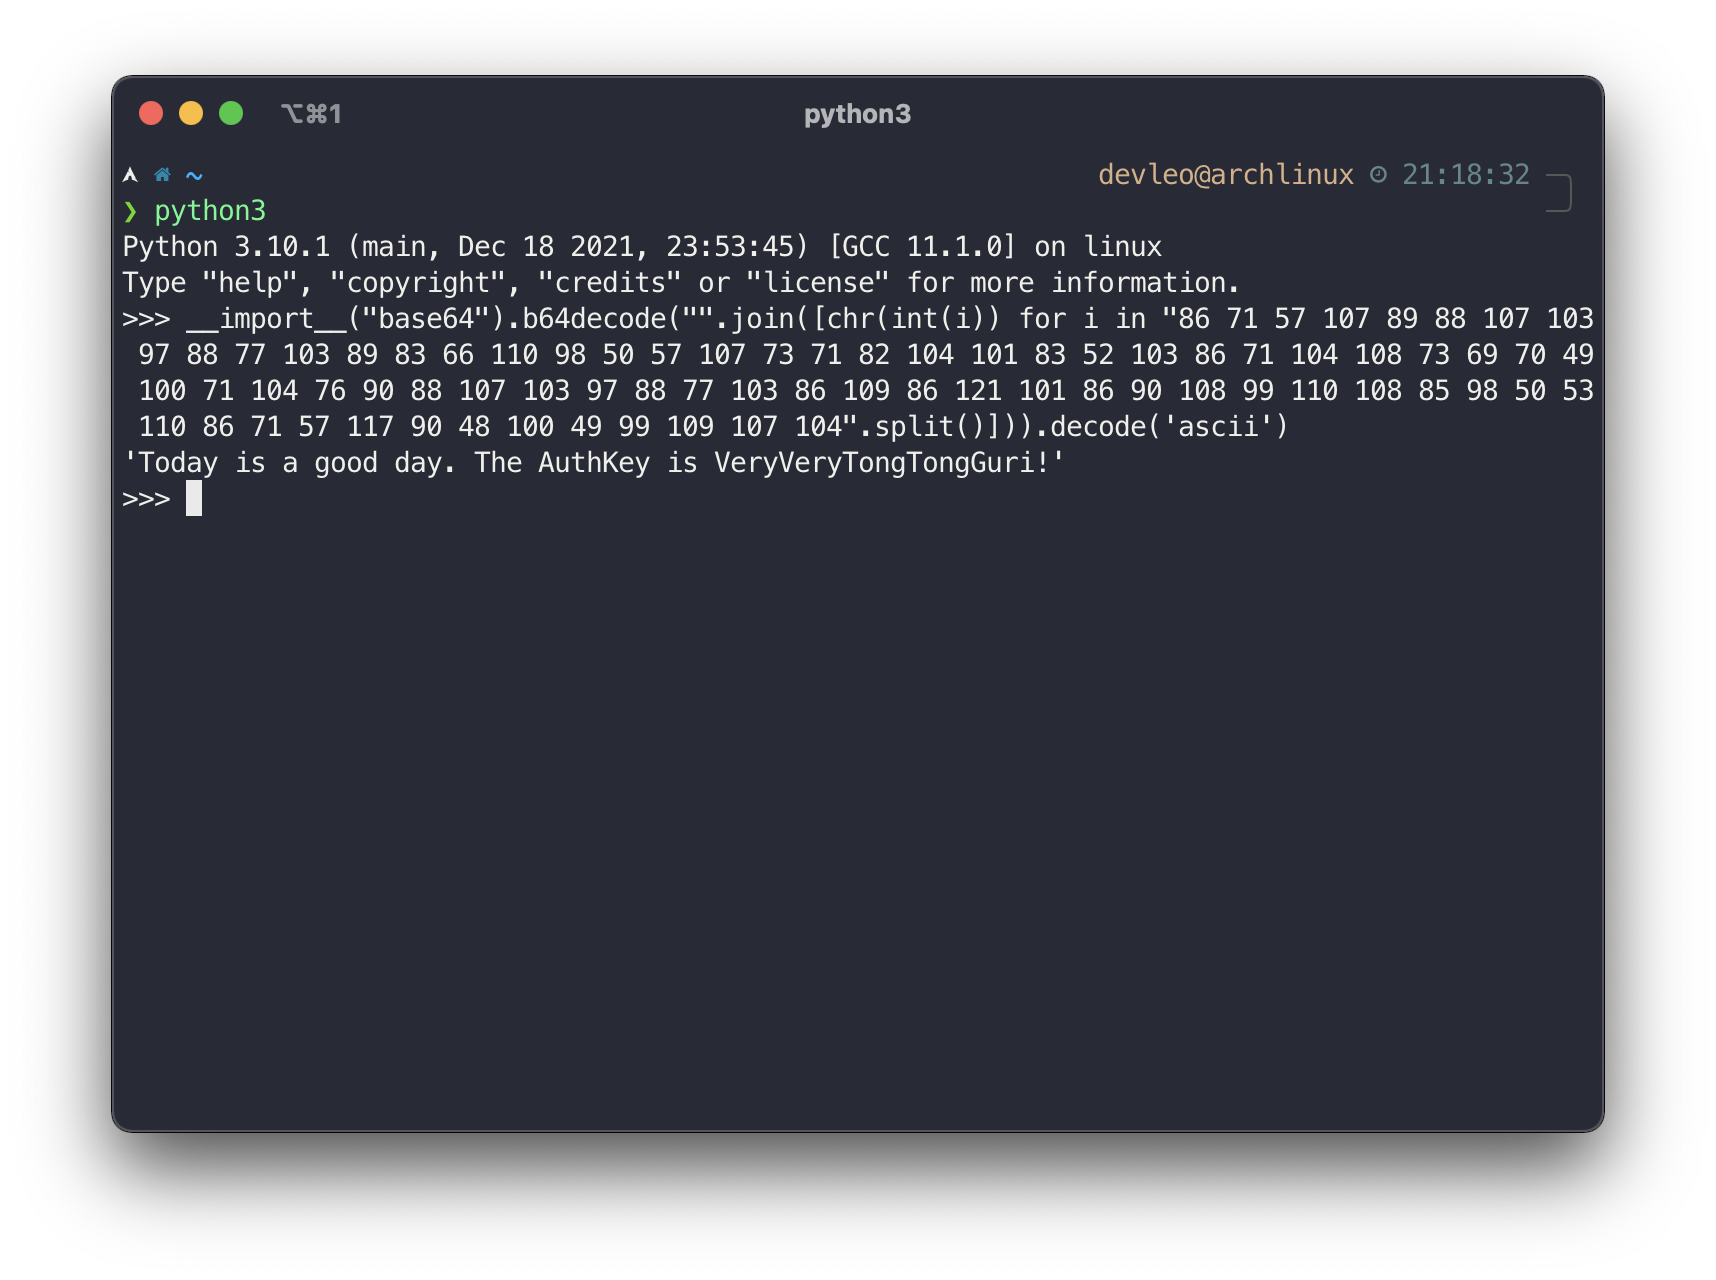 ⌥⌘1 python3
~ devleo@archlinux 21:18:32
❯ python3
Python 3.10.1 (main, Dec 18 2021, 23:53:45) [GCC 11.1.0] on linux
Type "help", "copyright", "credits" or "license" for more information.
>>> __import__("base64").b64decode("".join([chr(int(i)) for i in "86 71 57 107 89 88 107 103
97 88 77 103 89 83 66 110 98 50 57 107 73 71 82 104 101 83 52 103 86 71 104 108 73 69 70 49
100 71 104 76 90 88 107 103 97 88 77 103 86 109 86 121 101 86 90 108 99 110 108 85 98 50 53
110 86 71 57 117 90 48 100 49 99 109 107 104".split()])).decode('ascii')
'Today is a good day. The AuthKey is VeryVeryTongTongGuri!'
>>>